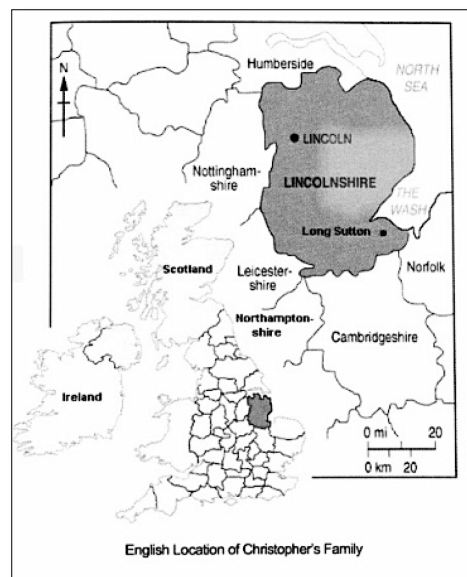 N
Humberside
NORTH
SEA
LINCOLN
Nottingham-
shire
LINCOLNSHIRE
THE
WASH
Long Sutton
Scotland
Leicester-
shire
Norfolk
Northampton-
shire
Cambridgeshire
Ireland
0 mi 20
0 km 20
English Location of Christopher's Family